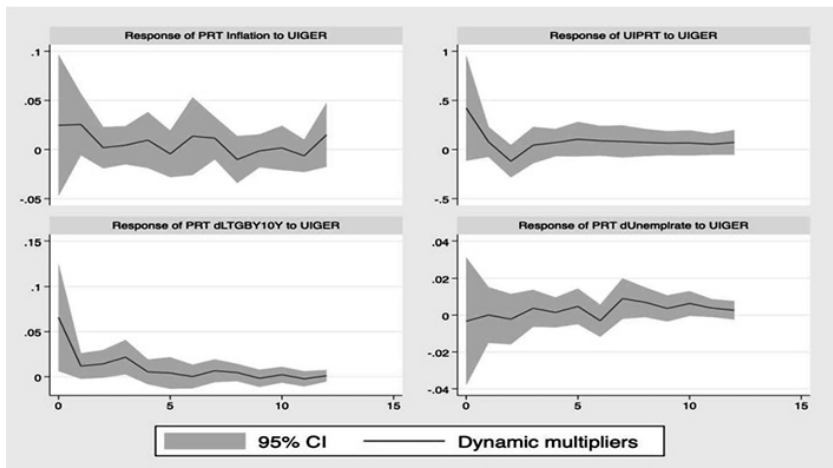 Response of PRT Inflation to UIGER
.1
.05
0
-.05
Response of UIPRT to UIGER
1
.5
0
-.5
Response of PRT dLTGBY10Y to UIGER
.15
.1
.05
0
0 5 10 15
Response of PRT dUnemplrate to UIGER
.04
.02
0
-.02
-.04
0 5 10 15
95% CI Dynamic multipliers